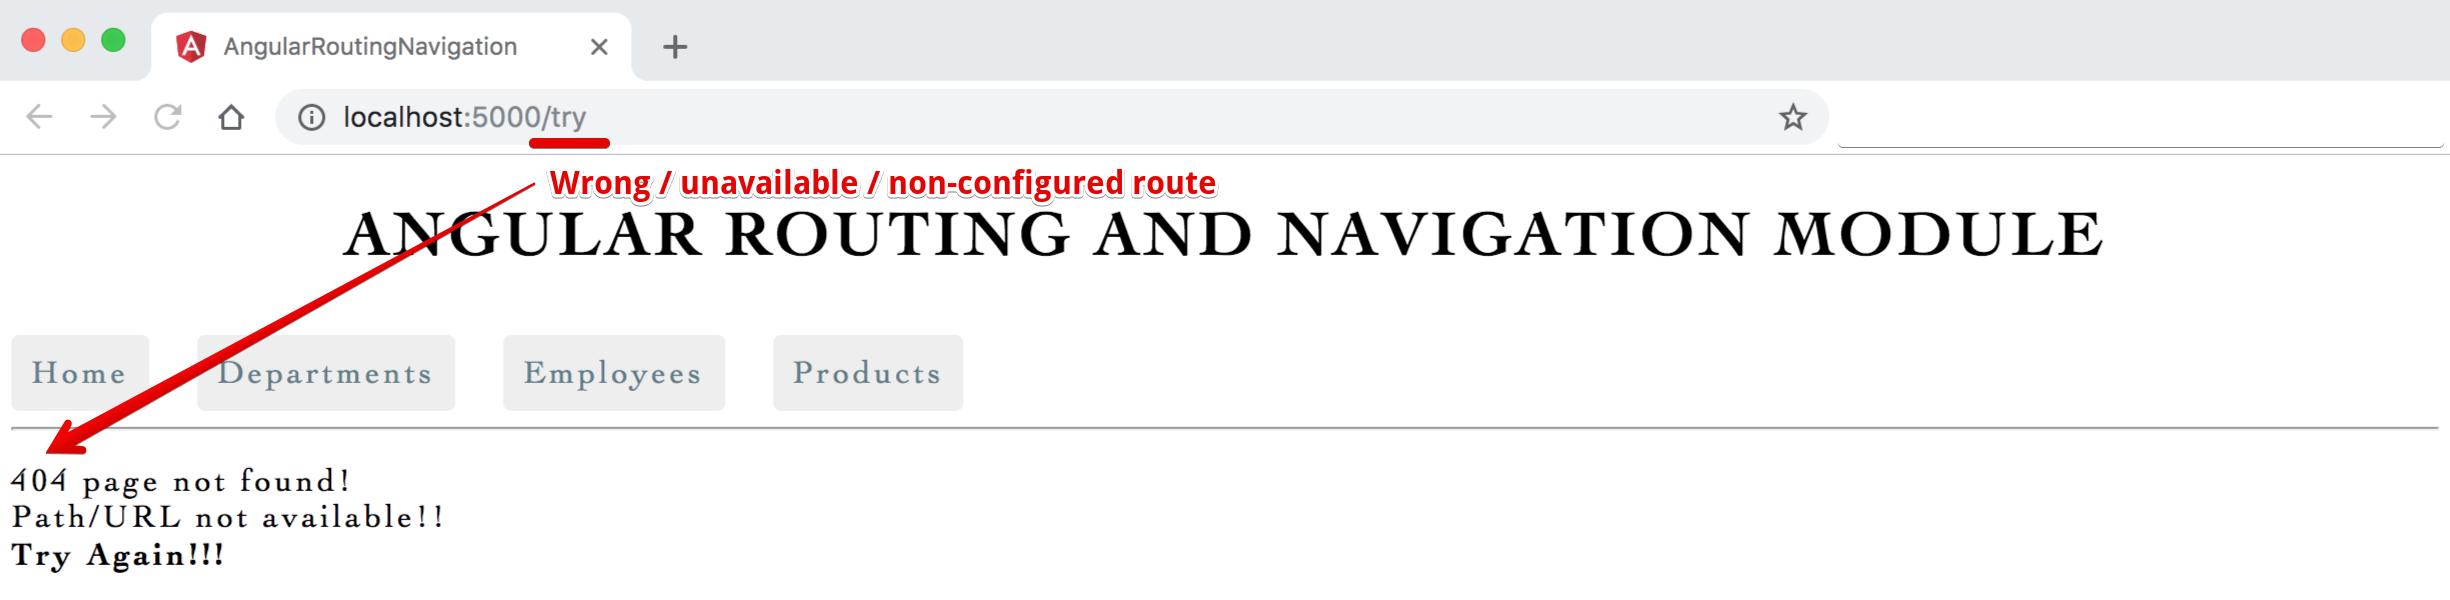 AngularRoutingNavigation
localhost:5000/try
Wrong / unavailable / non-configured route
ANGULAR ROUTING AND NAVIGATION MODULE
Home Departments Employees Products
404 page not found!
Path/URL not available!!
Try Again!!!